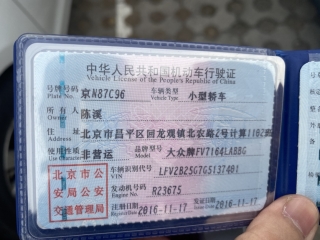 中华人民共和国机动车行驶证
Vehicle License of the People's Republic of China
号牌号码 京N87C96 车辆类型 小型轿车
Plate No. Vehicle Type
所有人 陈溪
Owner
住址 北京市昌平区回龙观镇北农路2号计算1102班
Address
使用性质 非营运 品牌型号 大众牌FV7164LABBG
Use Character Model
北京市公 车辆识别代号 LFV2B25G7G5137481
安局公安 VIN
交通管理局 发动机号码 R23675
Engine No.
注册日期 2016-11-17 发证日期 2016-11-17
Register Date Issue Date